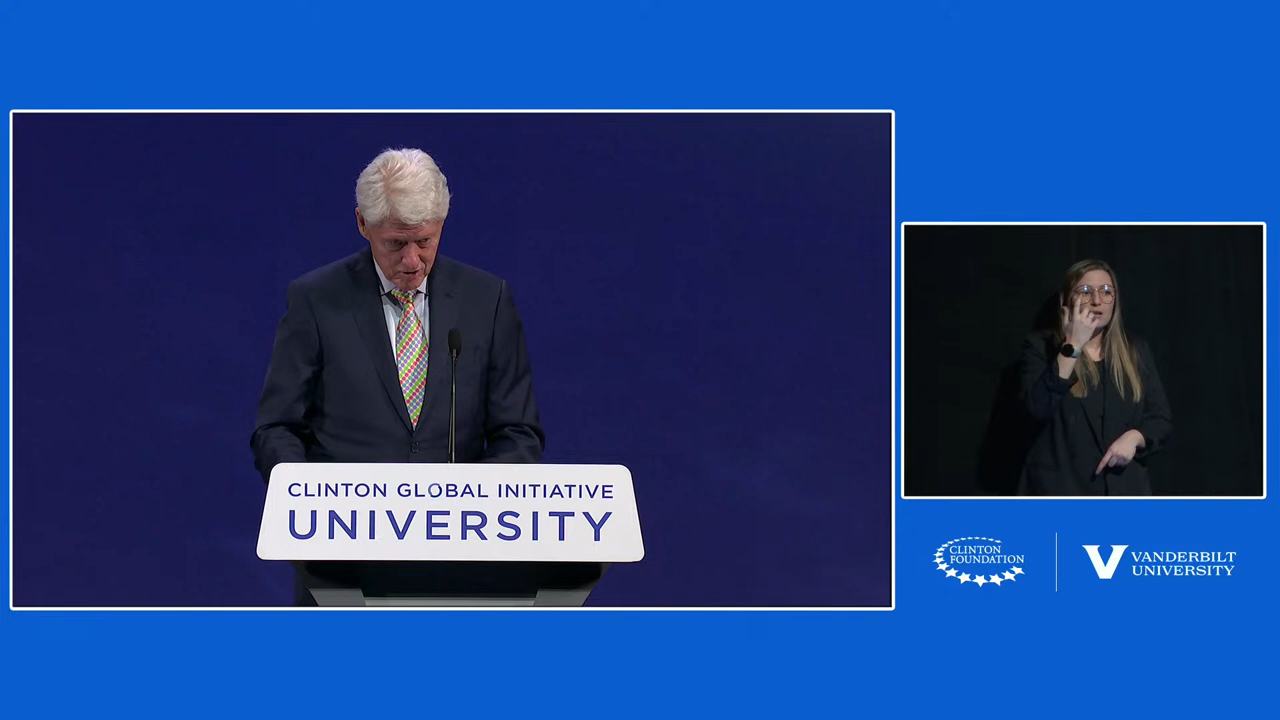 CLINTON GLOBAL INITIATIVE
UNIVERSITY
CLINTON
FOUNDATION
VANDERBILT
UNIVERSITY